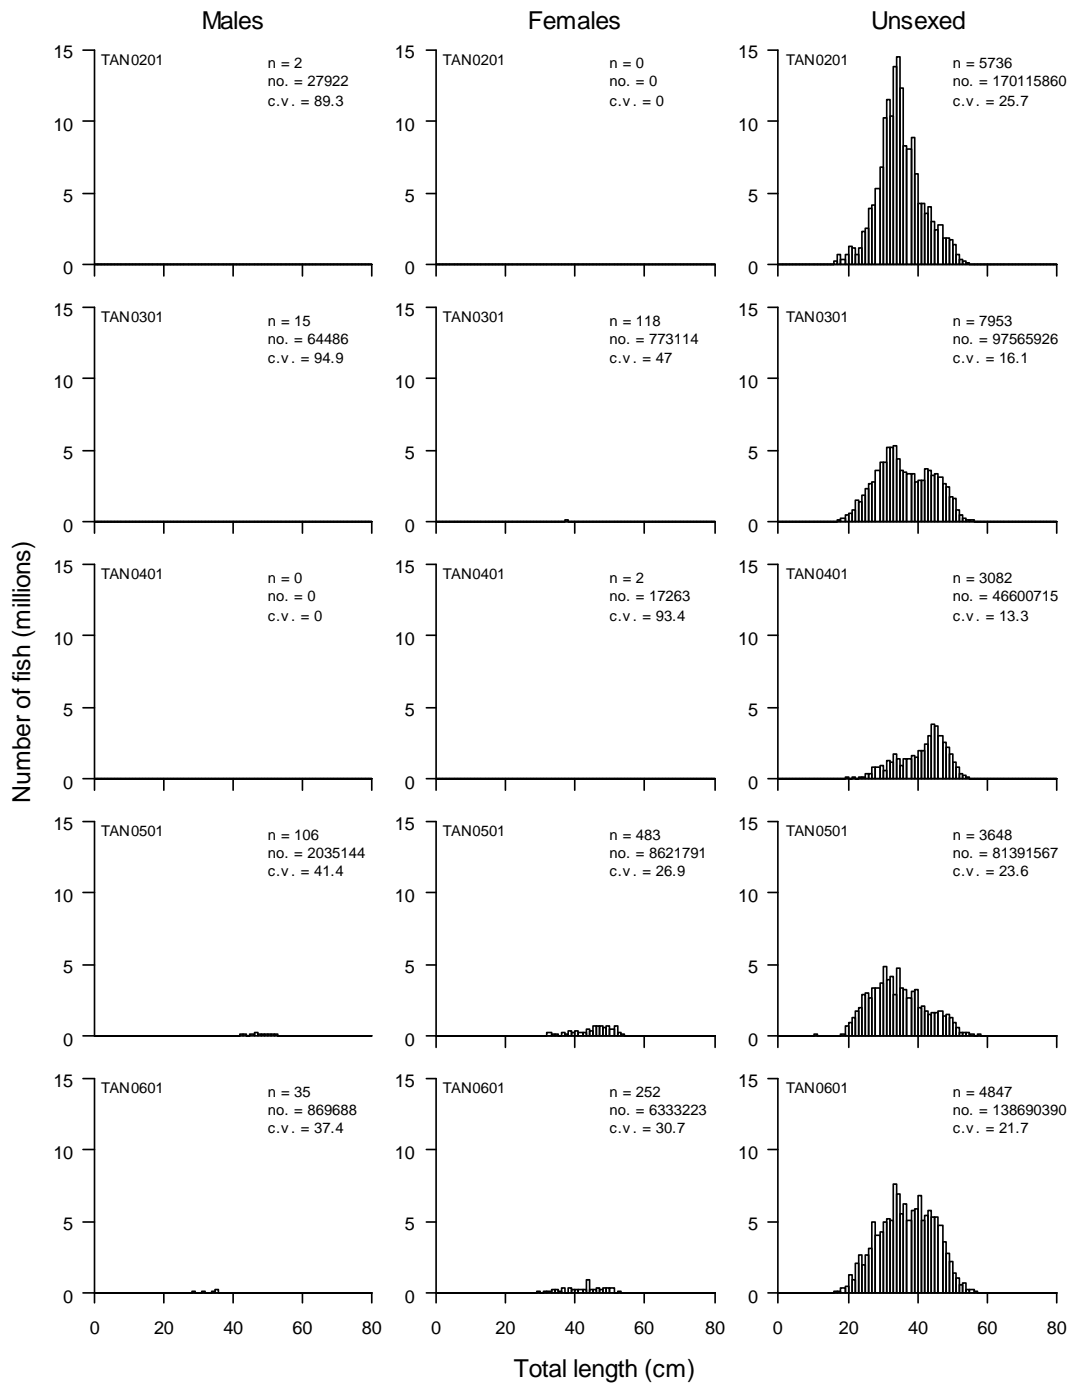 Males Females Unsexed
TAN0201
n = 2
no. = 27922
c.v. = 89.3
TAN0201
n = 0
no. = 0
c.v. = 0
TAN0201
n = 5736
no. = 170115860
c.v. = 25.7
15
10
5
0
15
10
5
0
15
10
5
0
TAN0301
n = 15
no. = 64486
c.v. = 94.9
TAN0301
n = 118
no. = 773114
c.v. = 47
TAN0301
n = 7953
no. = 97565926
c.v. = 16.1
15
10
5
0
15
10
5
0
15
10
5
0
TAN0401
n = 0
no. = 0
c.v. = 0
TAN0401
n = 2
no. = 17263
c.v. = 93.4
TAN0401
n = 3082
no. = 46600715
c.v. = 13.3
15
10
5
0
15
10
5
0
15
10
5
0
TAN0501
n = 106
no. = 2035144
c.v. = 41.4
TAN0501
n = 483
no. = 8621791
c.v. = 26.9
TAN0501
n = 3648
no. = 81391567
c.v. = 23.6
15
10
5
0
15
10
5
0
15
10
5
0
TAN0601
n = 35
no. = 869688
c.v. = 37.4
TAN0601
n = 252
no. = 6333223
c.v. = 30.7
TAN0601
n = 4847
no. = 138690390
c.v. = 21.7
15
10
5
0
15
10
5
0
15
10
5
0
0 20 40 60 80
0 20 40 60 80
0 20 40 60 80
Number of fish (millions)
Total length (cm)